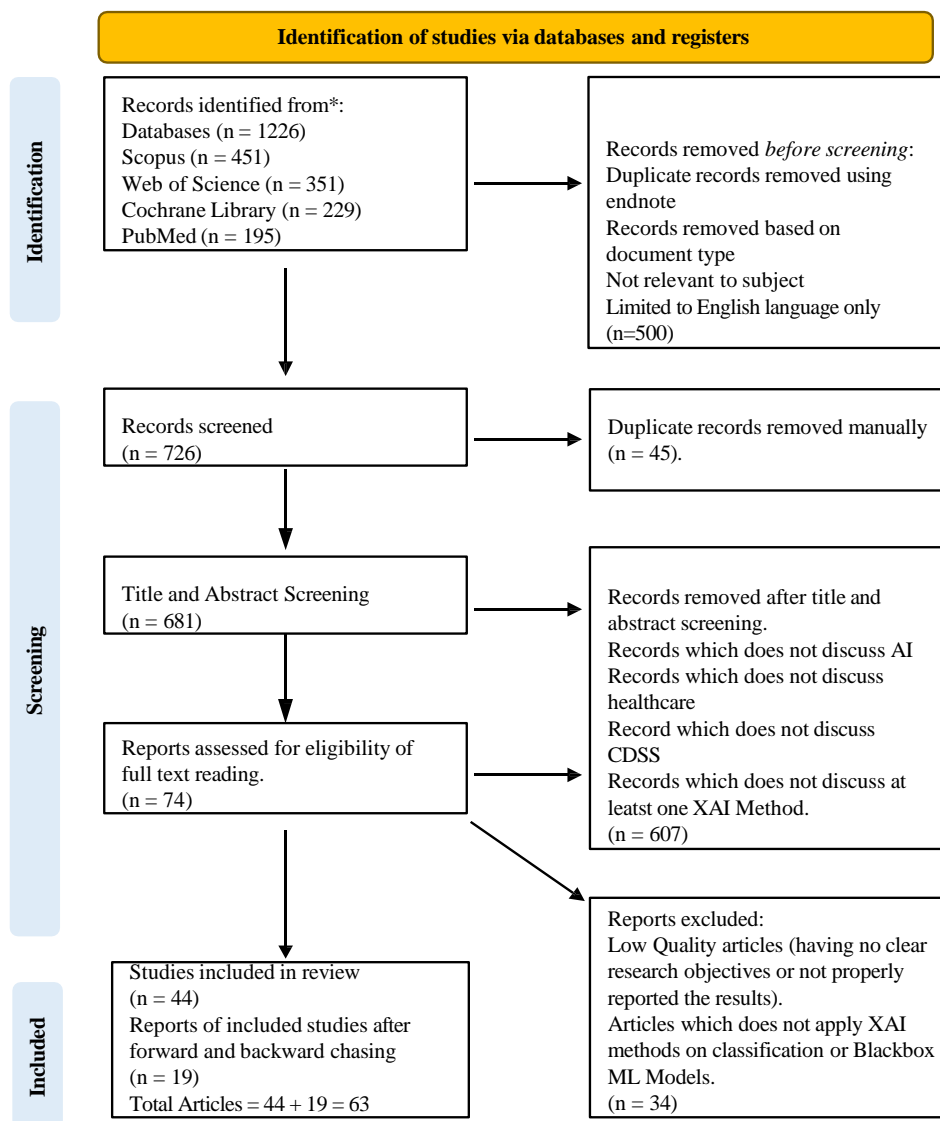 Identification of studies via databases and registers
Identification
Records identified from*:
Databases (n = 1226)
Scopus (n = 451)
Web of Science (n = 351)
Cochrane Library (n = 229)
PubMed (n = 195)
Records removed before screening:
Duplicate records removed using
endnote
Records removed based on
document type
Not relevant to subject
Limited to English language only
(n=500)
Screening
Records screened
(n = 726)
Duplicate records removed manually
(n = 45).
Title and Abstract Screening
(n = 681)
Records removed after title and
abstract screening.
Records which does not discuss AI
Records which does not discuss
healthcare
Record which does not discuss
CDSS
Records which does not discuss at
leatst one XAI Method.
(n = 607)
Reports assessed for eligibility of
full text reading.
(n = 74)
Reports excluded:
Low Quality articles (having no clear
research objectives or not properly
reported the results).
Articles which does not apply XAI
methods on classification or Blackbox
ML Models.
(n = 34)
Included
Studies included in review
(n = 44)
Reports of included studies after
forward and backward chasing
(n = 19)
Total Articles = 44 + 19 = 63